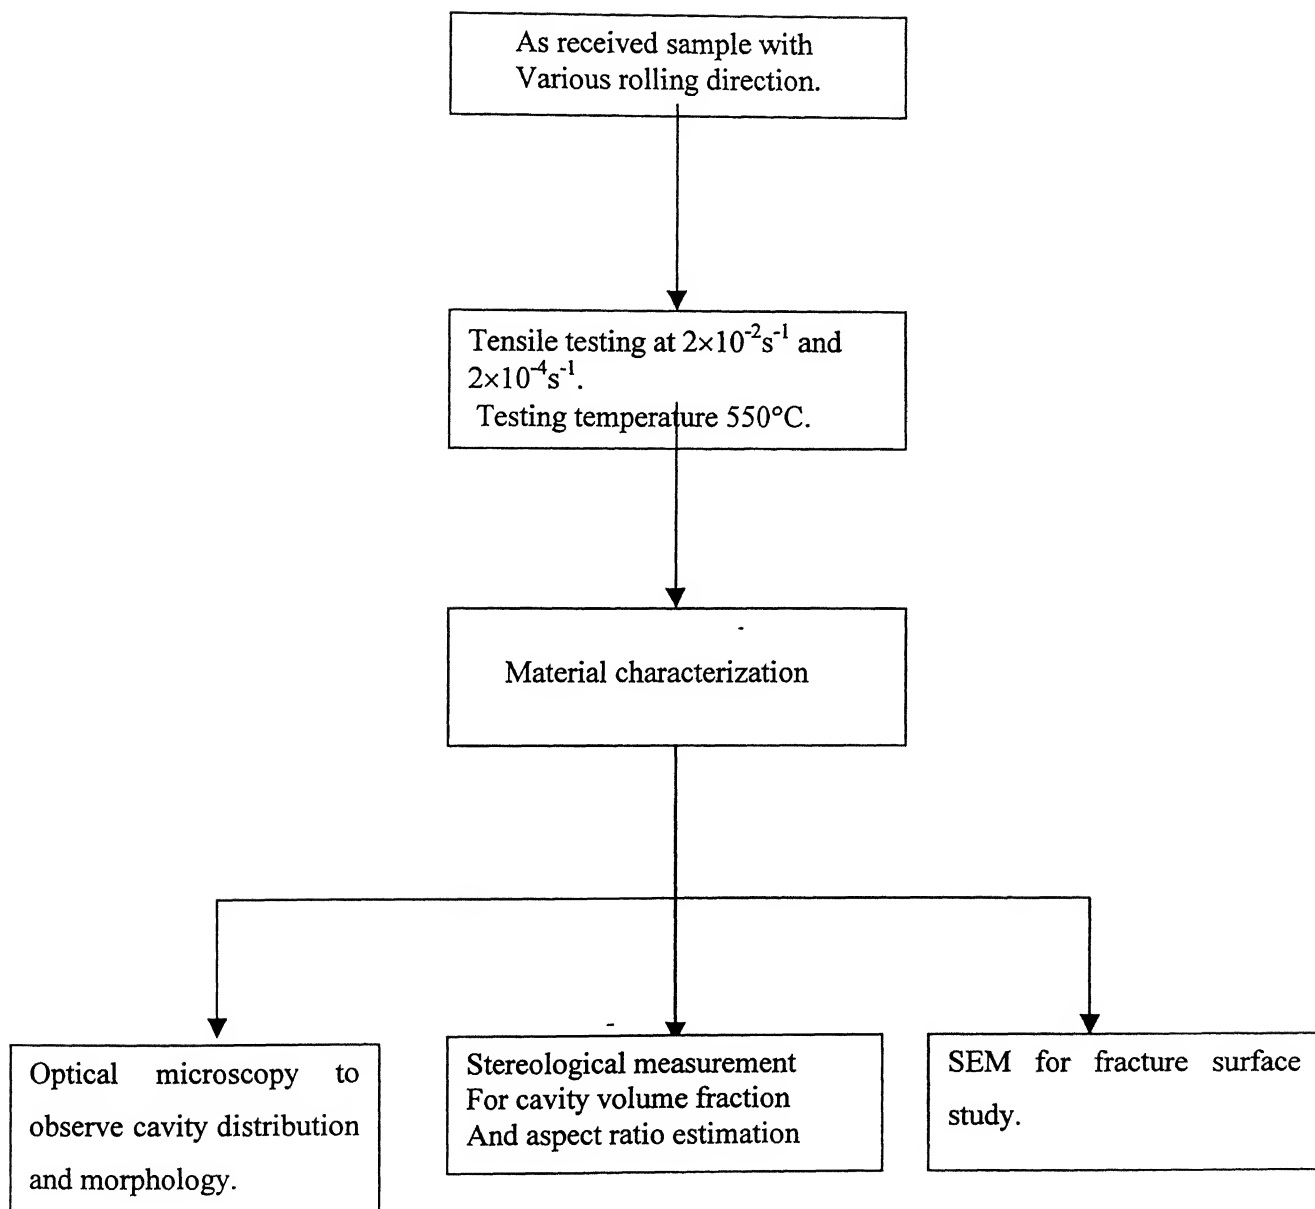 As received sample with
Various rolling direction.
Tensile testing at 2×10⁻²s⁻¹ and
2×10⁻⁴s⁻¹.
Testing temperature 550°C.
Material characterization
Optical microscopy to
observe cavity distribution
and morphology.
Stereological measurement
For cavity volume fraction
And aspect ratio estimation
SEM for fracture surface
study.